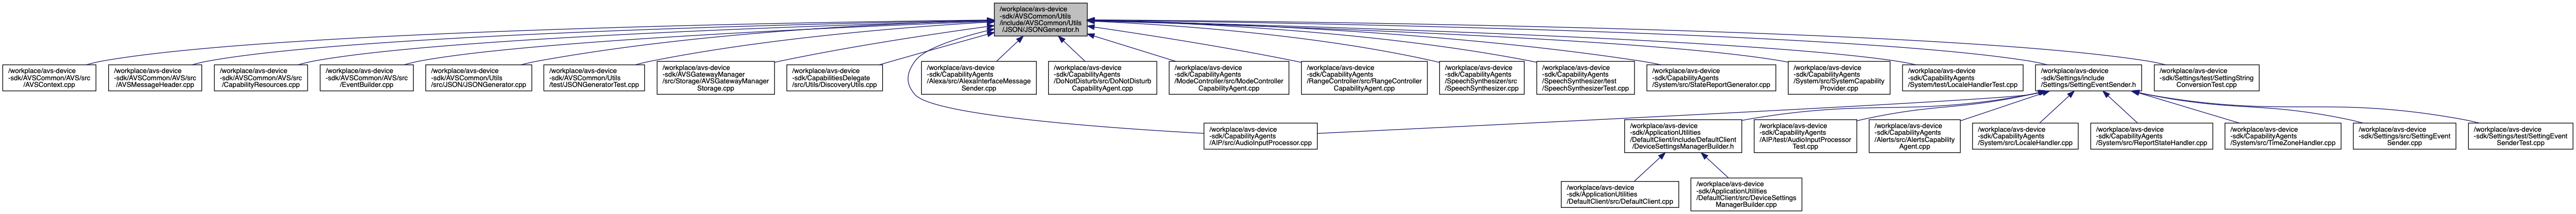 /workplace/avs-device
-sdk/AVSCommon/Utils
/include/AVSCommon/Utils
/JSON/JSONGenerator.h
/workplace/avs-device
-sdk/AVSCommon/AVS/src
/AVSContext.cpp
/workplace/avs-device
-sdk/AVSCommon/AVS/src
/AVSMessageHeader.cpp
/workplace/avs-device
-sdk/AVSCommon/AVS/src
/CapabilityResources.cpp
/workplace/avs-device
-sdk/AVSCommon/AVS/src
/EventBuilder.cpp
/workplace/avs-device
-sdk/AVSCommon/Utils
/src/JSON/JSONGenerator.cpp
/workplace/avs-device
-sdk/AVSCommon/Utils
/test/JSONGeneratorTest.cpp
/workplace/avs-device
-sdk/AVSGatewayManager
/src/Storage/AVSGatewayManager
Storage.cpp
/workplace/avs-device
-sdk/CapabilitiesDelegate
/src/Utils/DiscoveryUtils.cpp
/workplace/avs-device
-sdk/CapabilityAgents
/Alexa/src/AlexaInterfaceMessage
Sender.cpp
/workplace/avs-device
-sdk/CapabilityAgents
/DoNotDisturb/src/DoNotDisturb
CapabilityAgent.cpp
/workplace/avs-device
-sdk/CapabilityAgents
/ModeController/src/ModeController
CapabilityAgent.cpp
/workplace/avs-device
-sdk/CapabilityAgents
/RangeController/src/RangeController
CapabilityAgent.cpp
/workplace/avs-device
-sdk/CapabilityAgents
/SpeechSynthesizer/src
/SpeechSynthesizer.cpp
/workplace/avs-device
-sdk/CapabilityAgents
/SpeechSynthesizer/test
/SpeechSynthesizerTest.cpp
/workplace/avs-device
-sdk/CapabilityAgents
/System/src/StateReportGenerator.cpp
/workplace/avs-device
-sdk/CapabilityAgents
/System/src/SystemCapability
Provider.cpp
/workplace/avs-device
-sdk/CapabilityAgents
/System/test/LocaleHandlerTest.cpp
/workplace/avs-device
-sdk/Settings/include
/Settings/SettingEventSender.h
/workplace/avs-device
-sdk/Settings/test/SettingString
ConversionTest.cpp
/workplace/avs-device
-sdk/CapabilityAgents
/AIP/src/AudioInputProcessor.cpp
/workplace/avs-device
-sdk/ApplicationUtilities
/DefaultClient/include/DefaultClient
/DeviceSettingsManagerBuilder.h
/workplace/avs-device
-sdk/CapabilityAgents
/AIP/test/AudioInputProcessor
Test.cpp
/workplace/avs-device
-sdk/CapabilityAgents
/Alerts/src/AlertsCapability
Agent.cpp
/workplace/avs-device
-sdk/CapabilityAgents
/System/src/LocaleHandler.cpp
/workplace/avs-device
-sdk/CapabilityAgents
/System/src/ReportStateHandler.cpp
/workplace/avs-device
-sdk/CapabilityAgents
/System/src/TimeZoneHandler.cpp
/workplace/avs-device
-sdk/Settings/src/SettingEvent
Sender.cpp
/workplace/avs-device
-sdk/Settings/test/SettingEvent
SenderTest.cpp
/workplace/avs-device
-sdk/ApplicationUtilities
/DefaultClient/src/DefaultClient.cpp
/workplace/avs-device
-sdk/ApplicationUtilities
/DefaultClient/src/DeviceSettings
ManagerBuilder.cpp